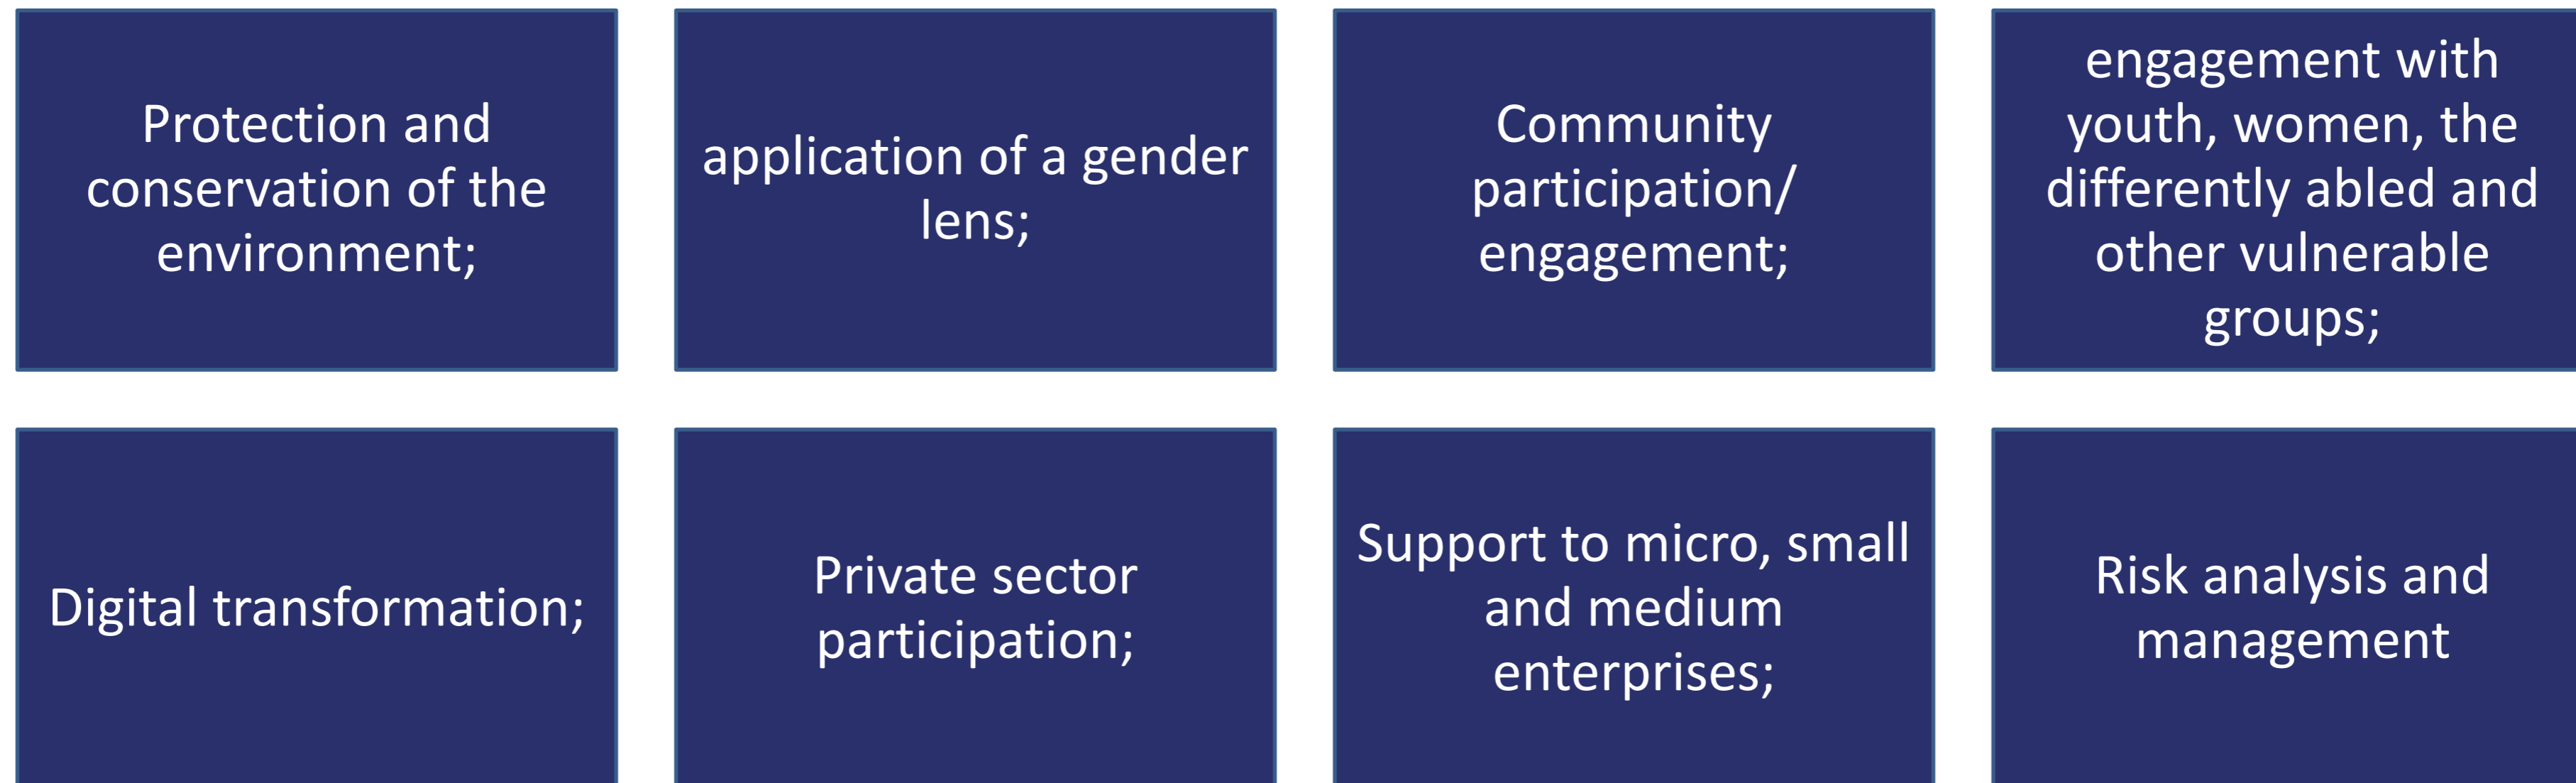 Protection and
conservation of the
environment;
application of a gender
lens;
Community
participation/
engagement;
engagement with
youth, women, the
differently abled and
other vulnerable
groups;
Digital transformation;
Private sector
participation;
Support to micro, small
and medium
enterprises;
Risk analysis and
management